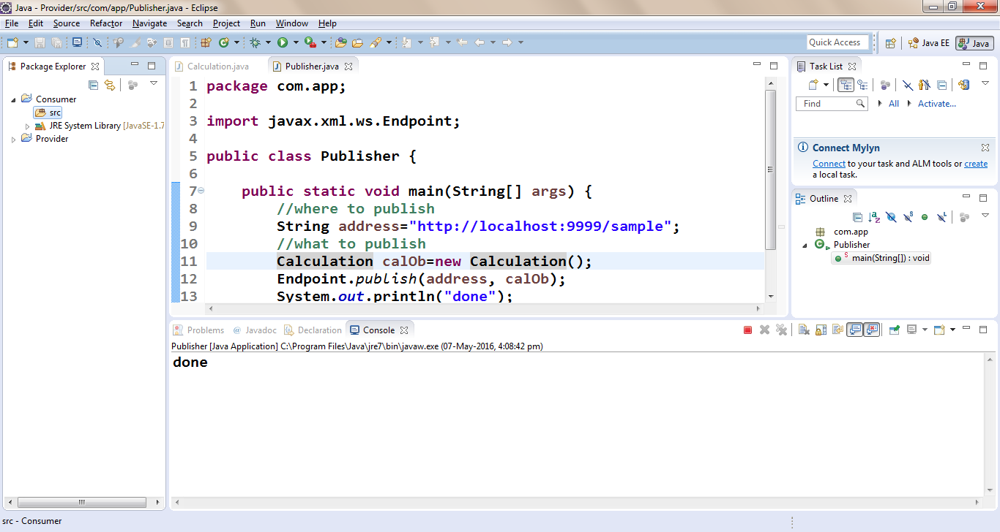 Java - Provider/src/com/app/Publisher.java - Eclipse
File Edit Source Refactor Navigate Search Project Run Window Help
Quick Access Java EE Java
Package Explorer
Consumer
src
JRE System Library [JavaSE-1.7
Provider
Calculation.java Publisher.java
1 package com.app;
2
3 import javax.xml.ws.Endpoint;
4
5 public class Publisher {
6
7 public static void main(String[] args) {
8 //where to publish
9 String address="http://localhost:9999/sample";
10 //what to publish
11 Calculation calOb=new Calculation();
12 Endpoint.publish(address, calOb);
13 System.out.println("done");
Task List
Find All Activate...
Connect Mylyn
Connect to your task and ALM tools or create
a local task.
Outline
com.app
Publisher
main(String[]) : void
Problems Javadoc Declaration Console
Publisher [Java Application] C:\Program Files\Java\jre7\bin\javaw.exe (07-May-2016, 4:08:42 pm)
done
src - Consumer